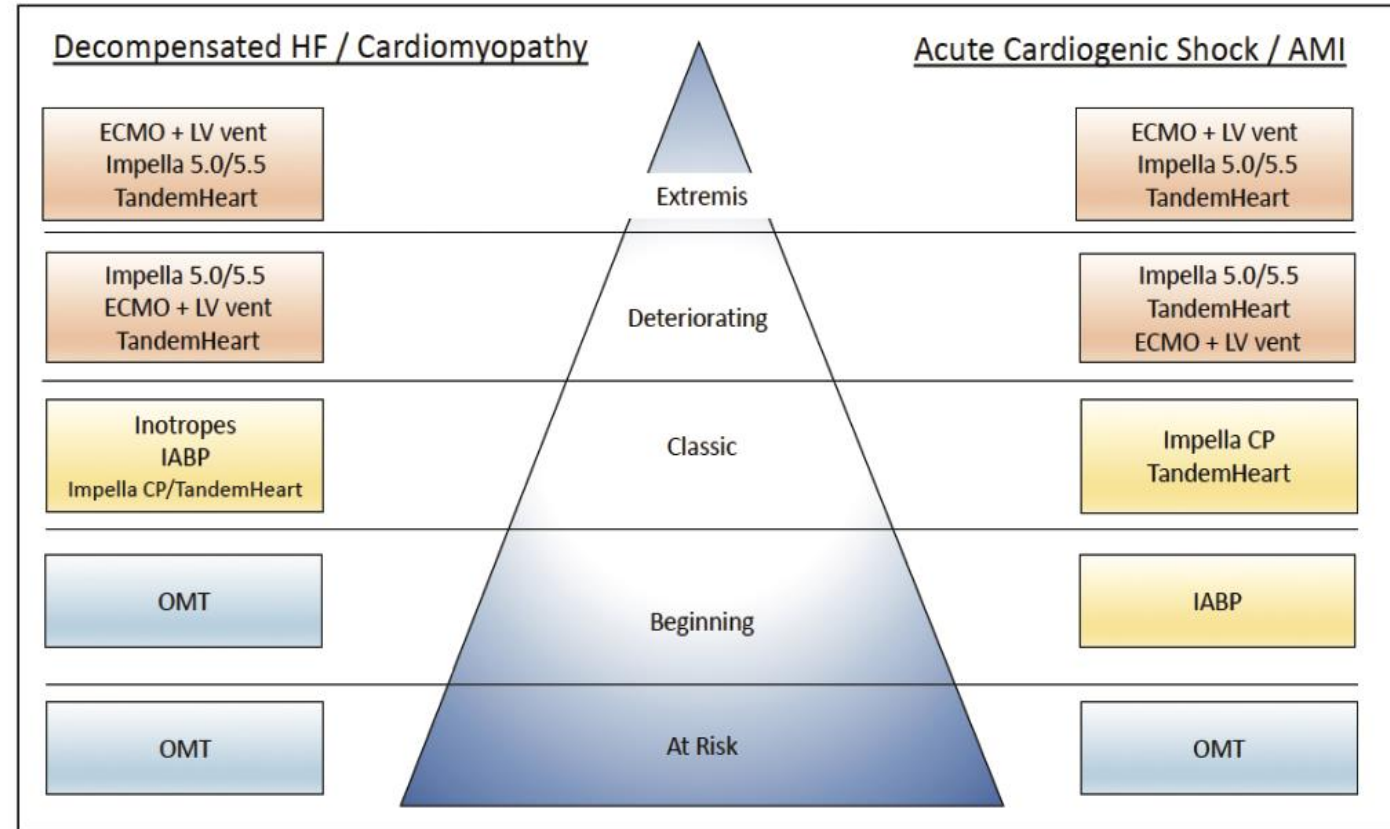 Decompensated HF / Cardiomyopathy
Acute Cardiogenic Shock / AMI
ECMO + LV vent
Impella 5.0/5.5
TandemHeart
Extremis
ECMO + LV vent
Impella 5.0/5.5
TandemHeart
Impella 5.0/5.5
ECMO + LV vent
TandemHeart
Deteriorating
Impella 5.0/5.5
TandemHeart
ECMO + LV vent
Inotropes
IABP
Impella CP/TandemHeart
Classic
Impella CP
TandemHeart
OMT
Beginning
IABP
OMT
At Risk
OMT